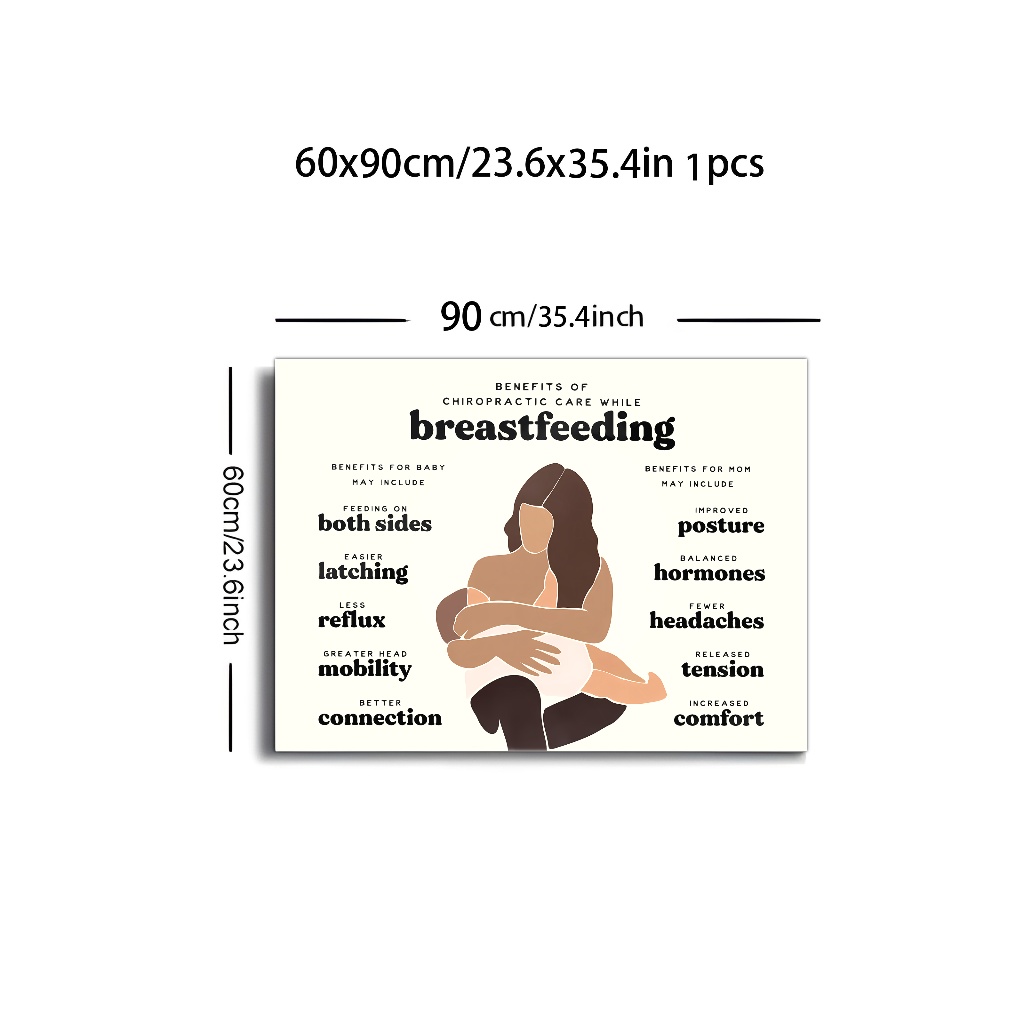 60x90cm/23.6x35.4in 1pcs
90 cm/35.4inch
60cm/23.6inch
BENEFITS OF
CHIROPRACTIC CARE WHILE
breastfeeding
BENEFITS FOR BABY
MAY INCLUDE
FEEDING ON
both sides
EASIER
latching
LESS
reflux
GREATER HEAD
mobility
BETTER
connection
BENEFITS FOR MOM
MAY INCLUDE
IMPROVED
posture
BALANCED
hormones
FEWER
headaches
RELEASED
tension
INCREASED
comfort